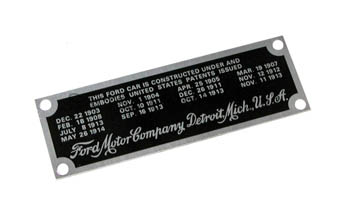 THIS FORD CAR IS CONSTRUCTED UNDER AND
EMBODIES UNITED STATES PATENTS ISSUED
DEC. 22 1903 NOV. 1 1904 APR. 25 1905 MAR. 19 1907
FEB. 18 1908 OCT. 10 1911 DEC. 26 1911 NOV. 12 1912
JULY 8 1913 SEP. 16 1913 OCT. 14 1913 NOV. 11 1913
MAY 26 1914
Ford Motor Company Detroit, Mich., U.S.A.